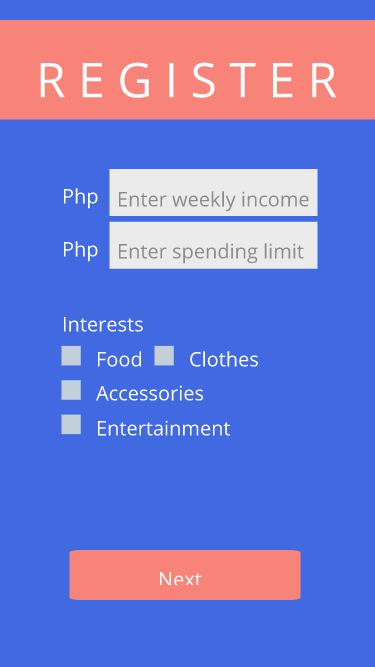 REGISTER
Php Enter weekly income
Php Enter spending limit
Interests
Food Clothes
Accessories
Entertainment
Next